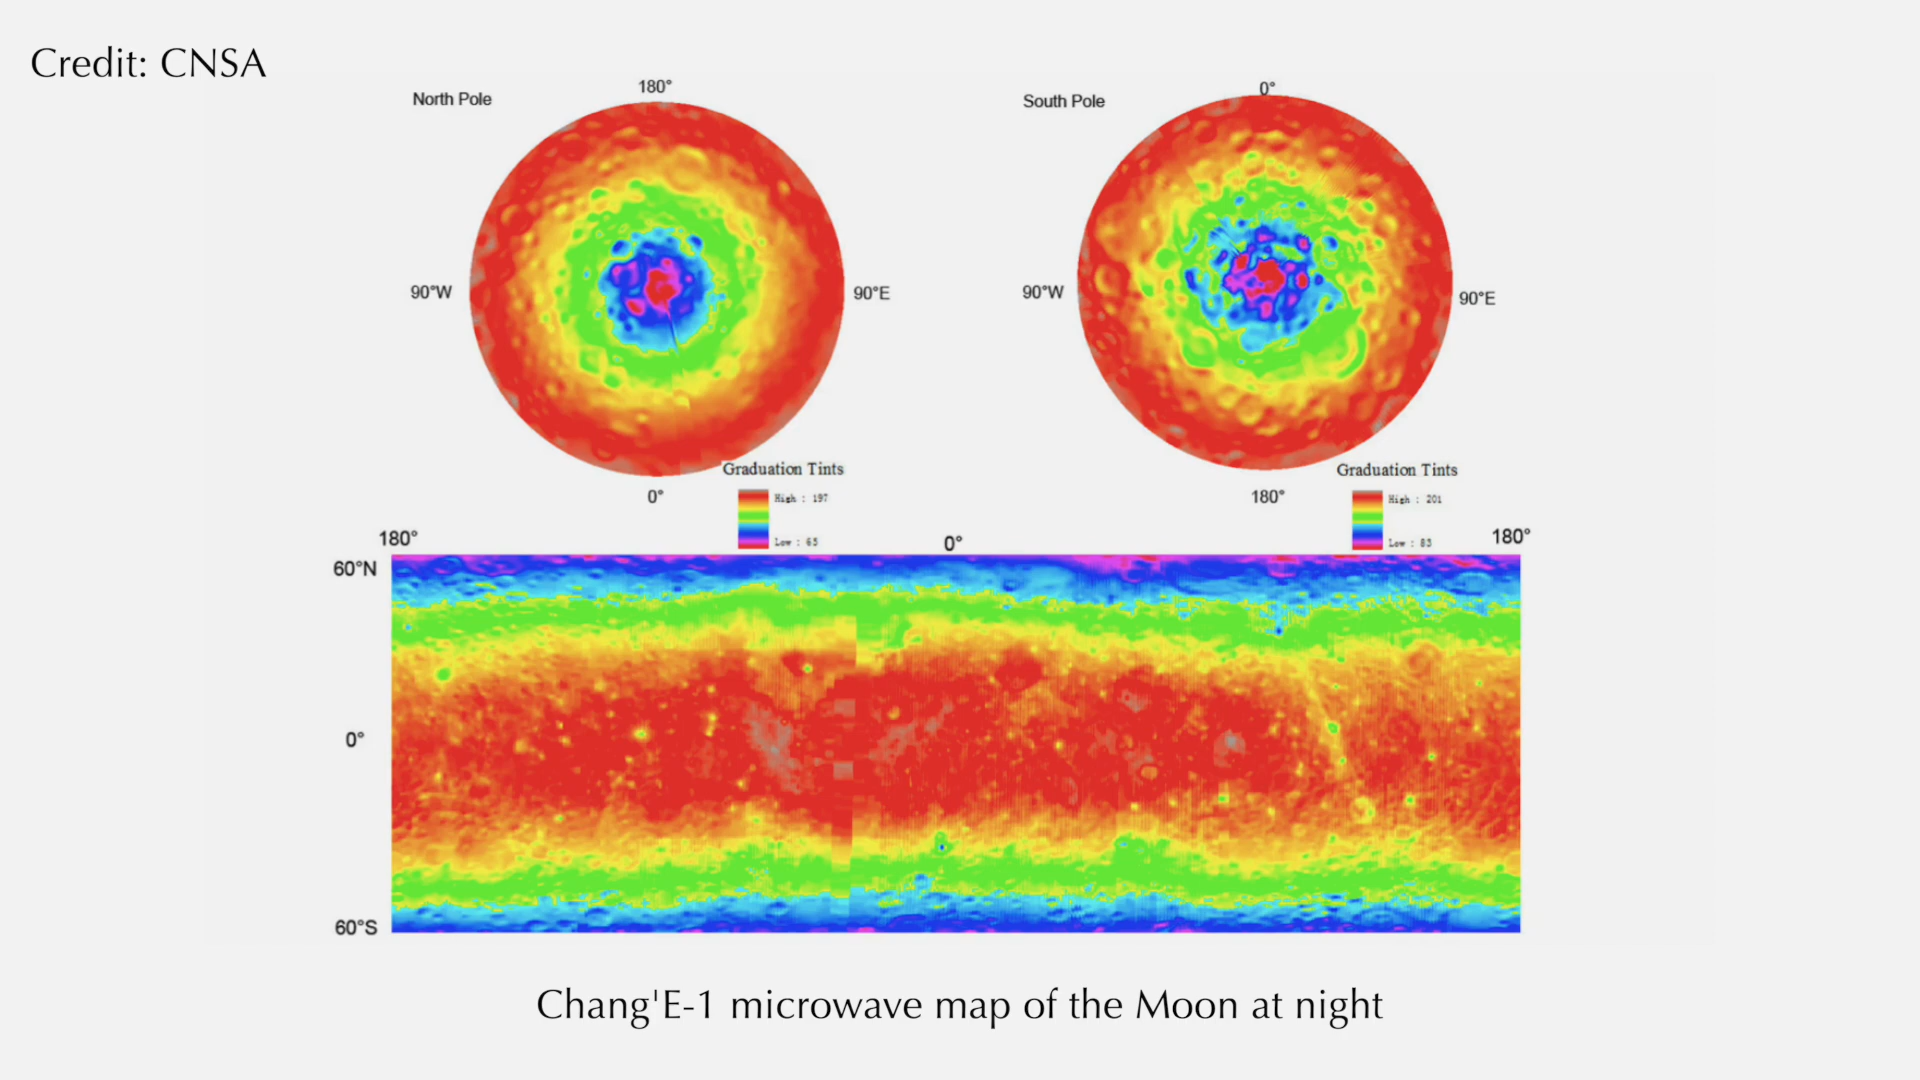 Credit: CNSA
North Pole
180°
90°W
90°E
0°
Graduation Tints
High : 197
Low : 65
South Pole
0°
90°W
90°E
180°
Graduation Tints
High : 201
Low : 83
180°
0°
180°
60°N
0°
60°S
Chang'E-1 microwave map of the Moon at night